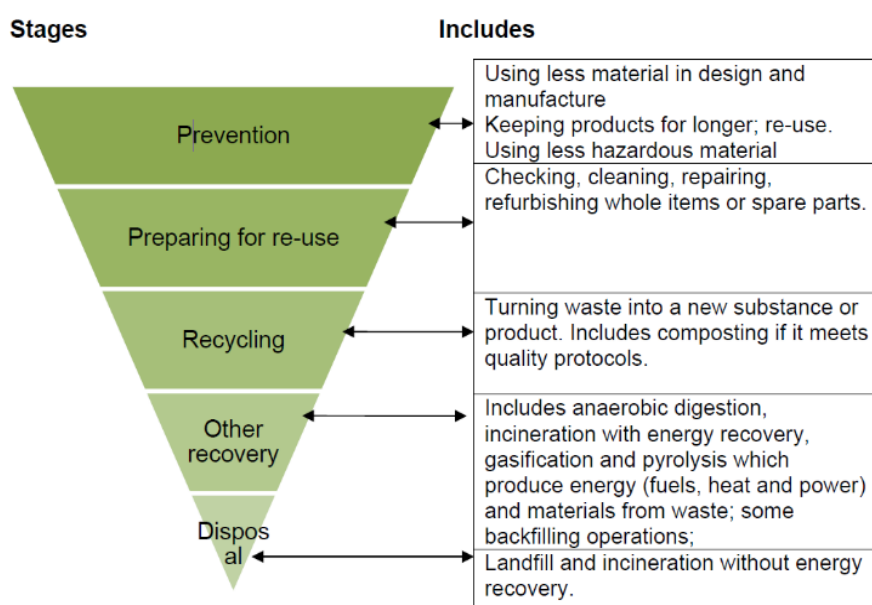 Stages
Includes
Prevention
Using less material in design and
manufacture
Keeping products for longer; re-use.
Using less hazardous material
Preparing for re-use
Checking, cleaning, repairing,
refurbishing whole items or spare parts.
Recycling
Turning waste into a new substance or
product. Includes composting if it meets
quality protocols.
Other
recovery
Includes anaerobic digestion,
incineration with energy recovery,
gasification and pyrolysis which
produce energy (fuels, heat and power)
and materials from waste; some
backfilling operations;
Dispos
al
Landfill and incineration without energy
recovery.